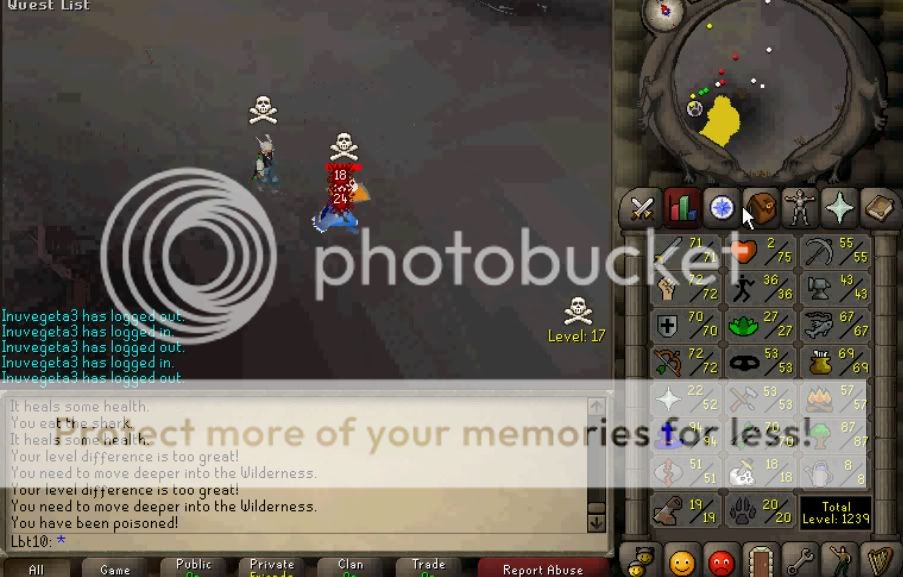 Quest List
18
24
photobucket
Level: 17
Inuvegeta3 has logged out.
Inuvegeta3 has logged in.
Inuvegeta3 has logged out.
Inuvegeta3 has logged in.
Inuvegeta3 has logged out.
It heals some health.
You eat the shark.
It heals some health.
Protect more of your memories for less!
Your level difference is too great!
You need to move deeper into the Wilderness.
Your level difference is too great!
You need to move deeper into the Wilderness.
You have been poisoned!
Lbt10: *
71 2 75 55 55
72 72 36 36 43 43
70 70 27 27 67 67
72 72 53 53 69 69
22 52 53 53 57 57
94 94 70 87 87
51 51 18 18 8 8
19 19 20 20 Total
Level: 1239
All Game Public Private Clan Trade Report Abuse
On Friends On On